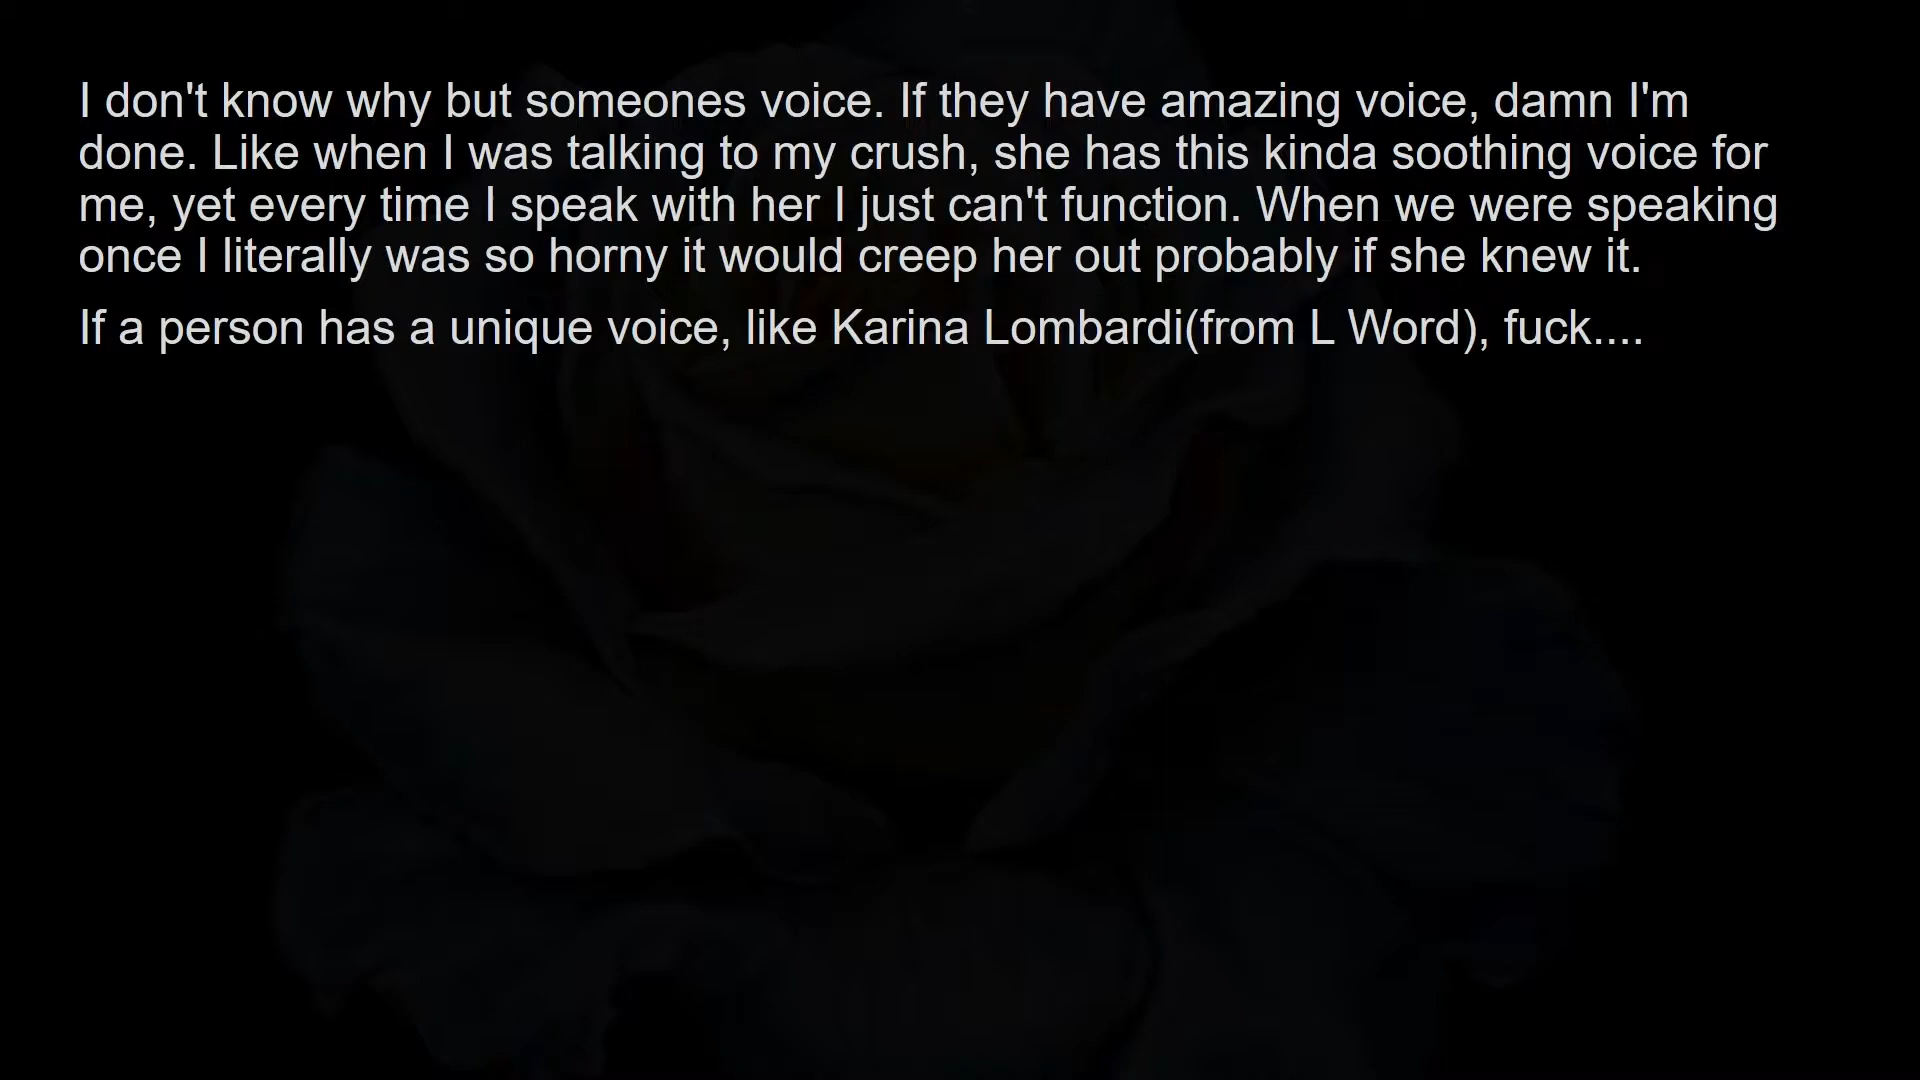 I don't know why but someones voice. If they have amazing voice, damn I'm
done. Like when I was talking to my crush, she has this kinda soothing voice for
me, yet every time I speak with her I just can't function. When we were speaking
once I literally was so horny it would creep her out probably if she knew it.
If a person has a unique voice, like Karina Lombardi(from L Word), fuck....